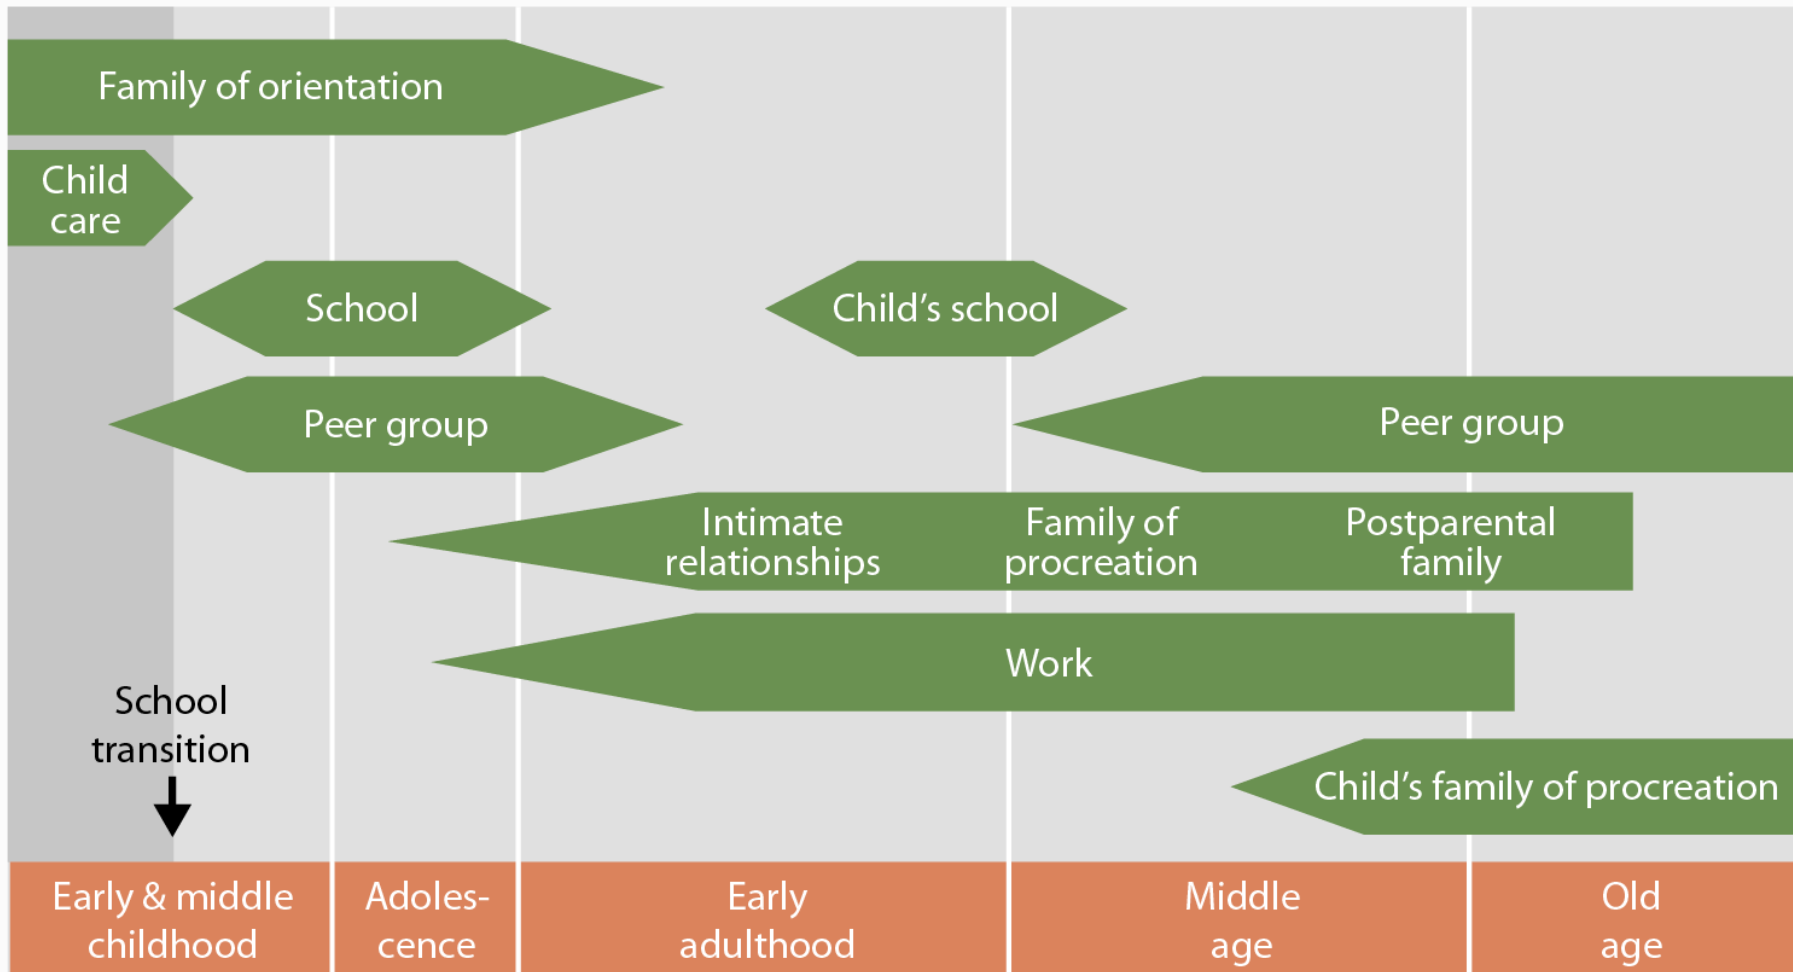 Family of orientation
Child
care
School
Child’s school
Peer group
Peer group
Intimate
relationships
Family of
procreation
Postparental
family
Work
School
transition
Child’s family of procreation
Early & middle
childhood
Adoles-
cence
Early
adulthood
Middle
age
Old
age